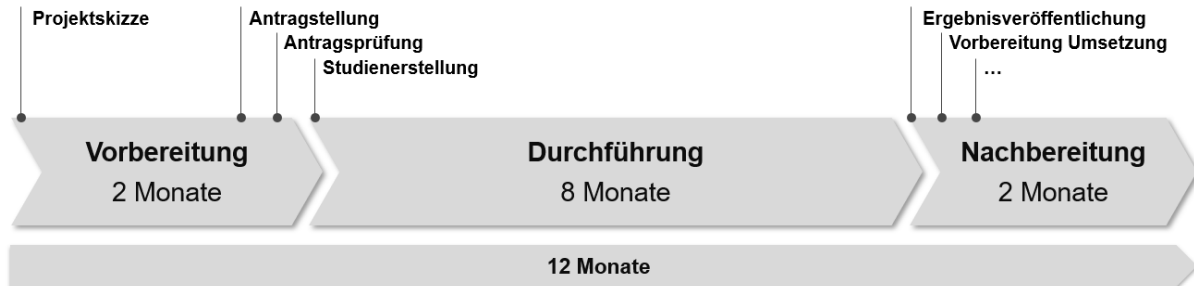 Projektskizze
Antragstellung
Antragsprüfung
Studienerstellung
Ergebnisveröffentlichung
Vorbereitung Umsetzung
…
Vorbereitung
2 Monate
Durchführung
8 Monate
Nachbereitung
2 Monate
12 Monate